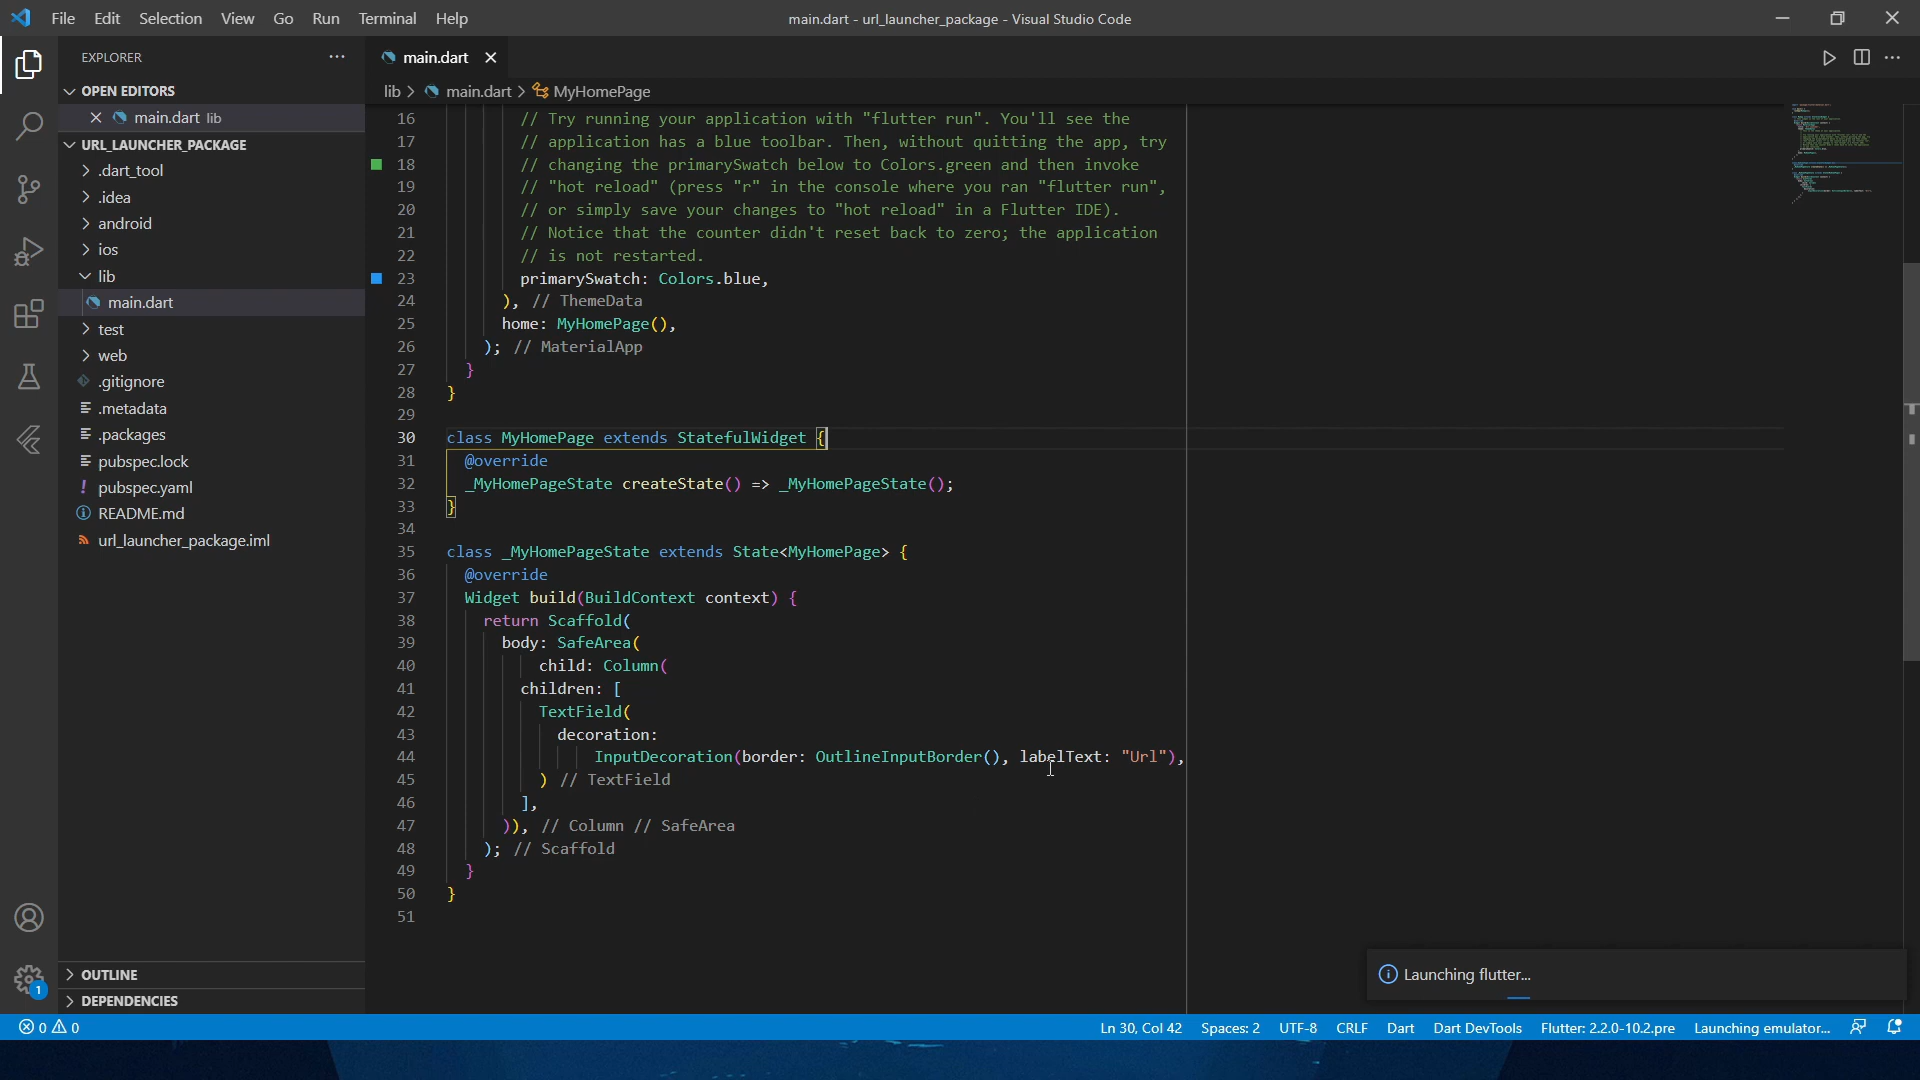 File Edit Selection View Go Run Terminal Help
main.dart - url_launcher_package - Visual Studio Code
EXPLORER
OPEN EDITORS
main.dart lib
URL_LAUNCHER_PACKAGE
.dart_tool
.idea
android
ios
lib
main.dart
test
web
.gitignore
.metadata
.packages
pubspec.lock
pubspec.yaml
README.md
url_launcher_package.iml
OUTLINE
DEPENDENCIES
1
main.dart
lib > main.dart > MyHomePage
16 // Try running your application with "flutter run". You'll see the
17 // application has a blue toolbar. Then, without quitting the app, try
18 // changing the primarySwatch below to Colors.green and then invoke
19 // "hot reload" (press "r" in the console where you ran "flutter run",
20 // or simply save your changes to "hot reload" in a Flutter IDE).
21 // Notice that the counter didn't reset back to zero; the application
22 // is not restarted.
23 primarySwatch: Colors.blue,
24 ), // ThemeData
25 home: MyHomePage(),
26 ); // MaterialApp
27 }
28 }
29
30 class MyHomePage extends StatefulWidget {
31 @override
32 _MyHomePageState createState() => _MyHomePageState();
33 }
34
35 class _MyHomePageState extends State<MyHomePage> {
36 @override
37 Widget build(BuildContext context) {
38 return Scaffold(
39 body: SafeArea(
40 child: Column(
41 children: [
42 TextField(
43 decoration:
44 InputDecoration(border: OutlineInputBorder(), labelText: "Url"),
45 ) // TextField
46 ],
47 )), // Column // SafeArea
48 ); // Scaffold
49 }
50 }
51
Launching flutter...
0 0
Ln 30, Col 42 Spaces: 2 UTF-8 CRLF Dart Dart DevTools Flutter: 2.2.0-10.2.pre Launching emulator...